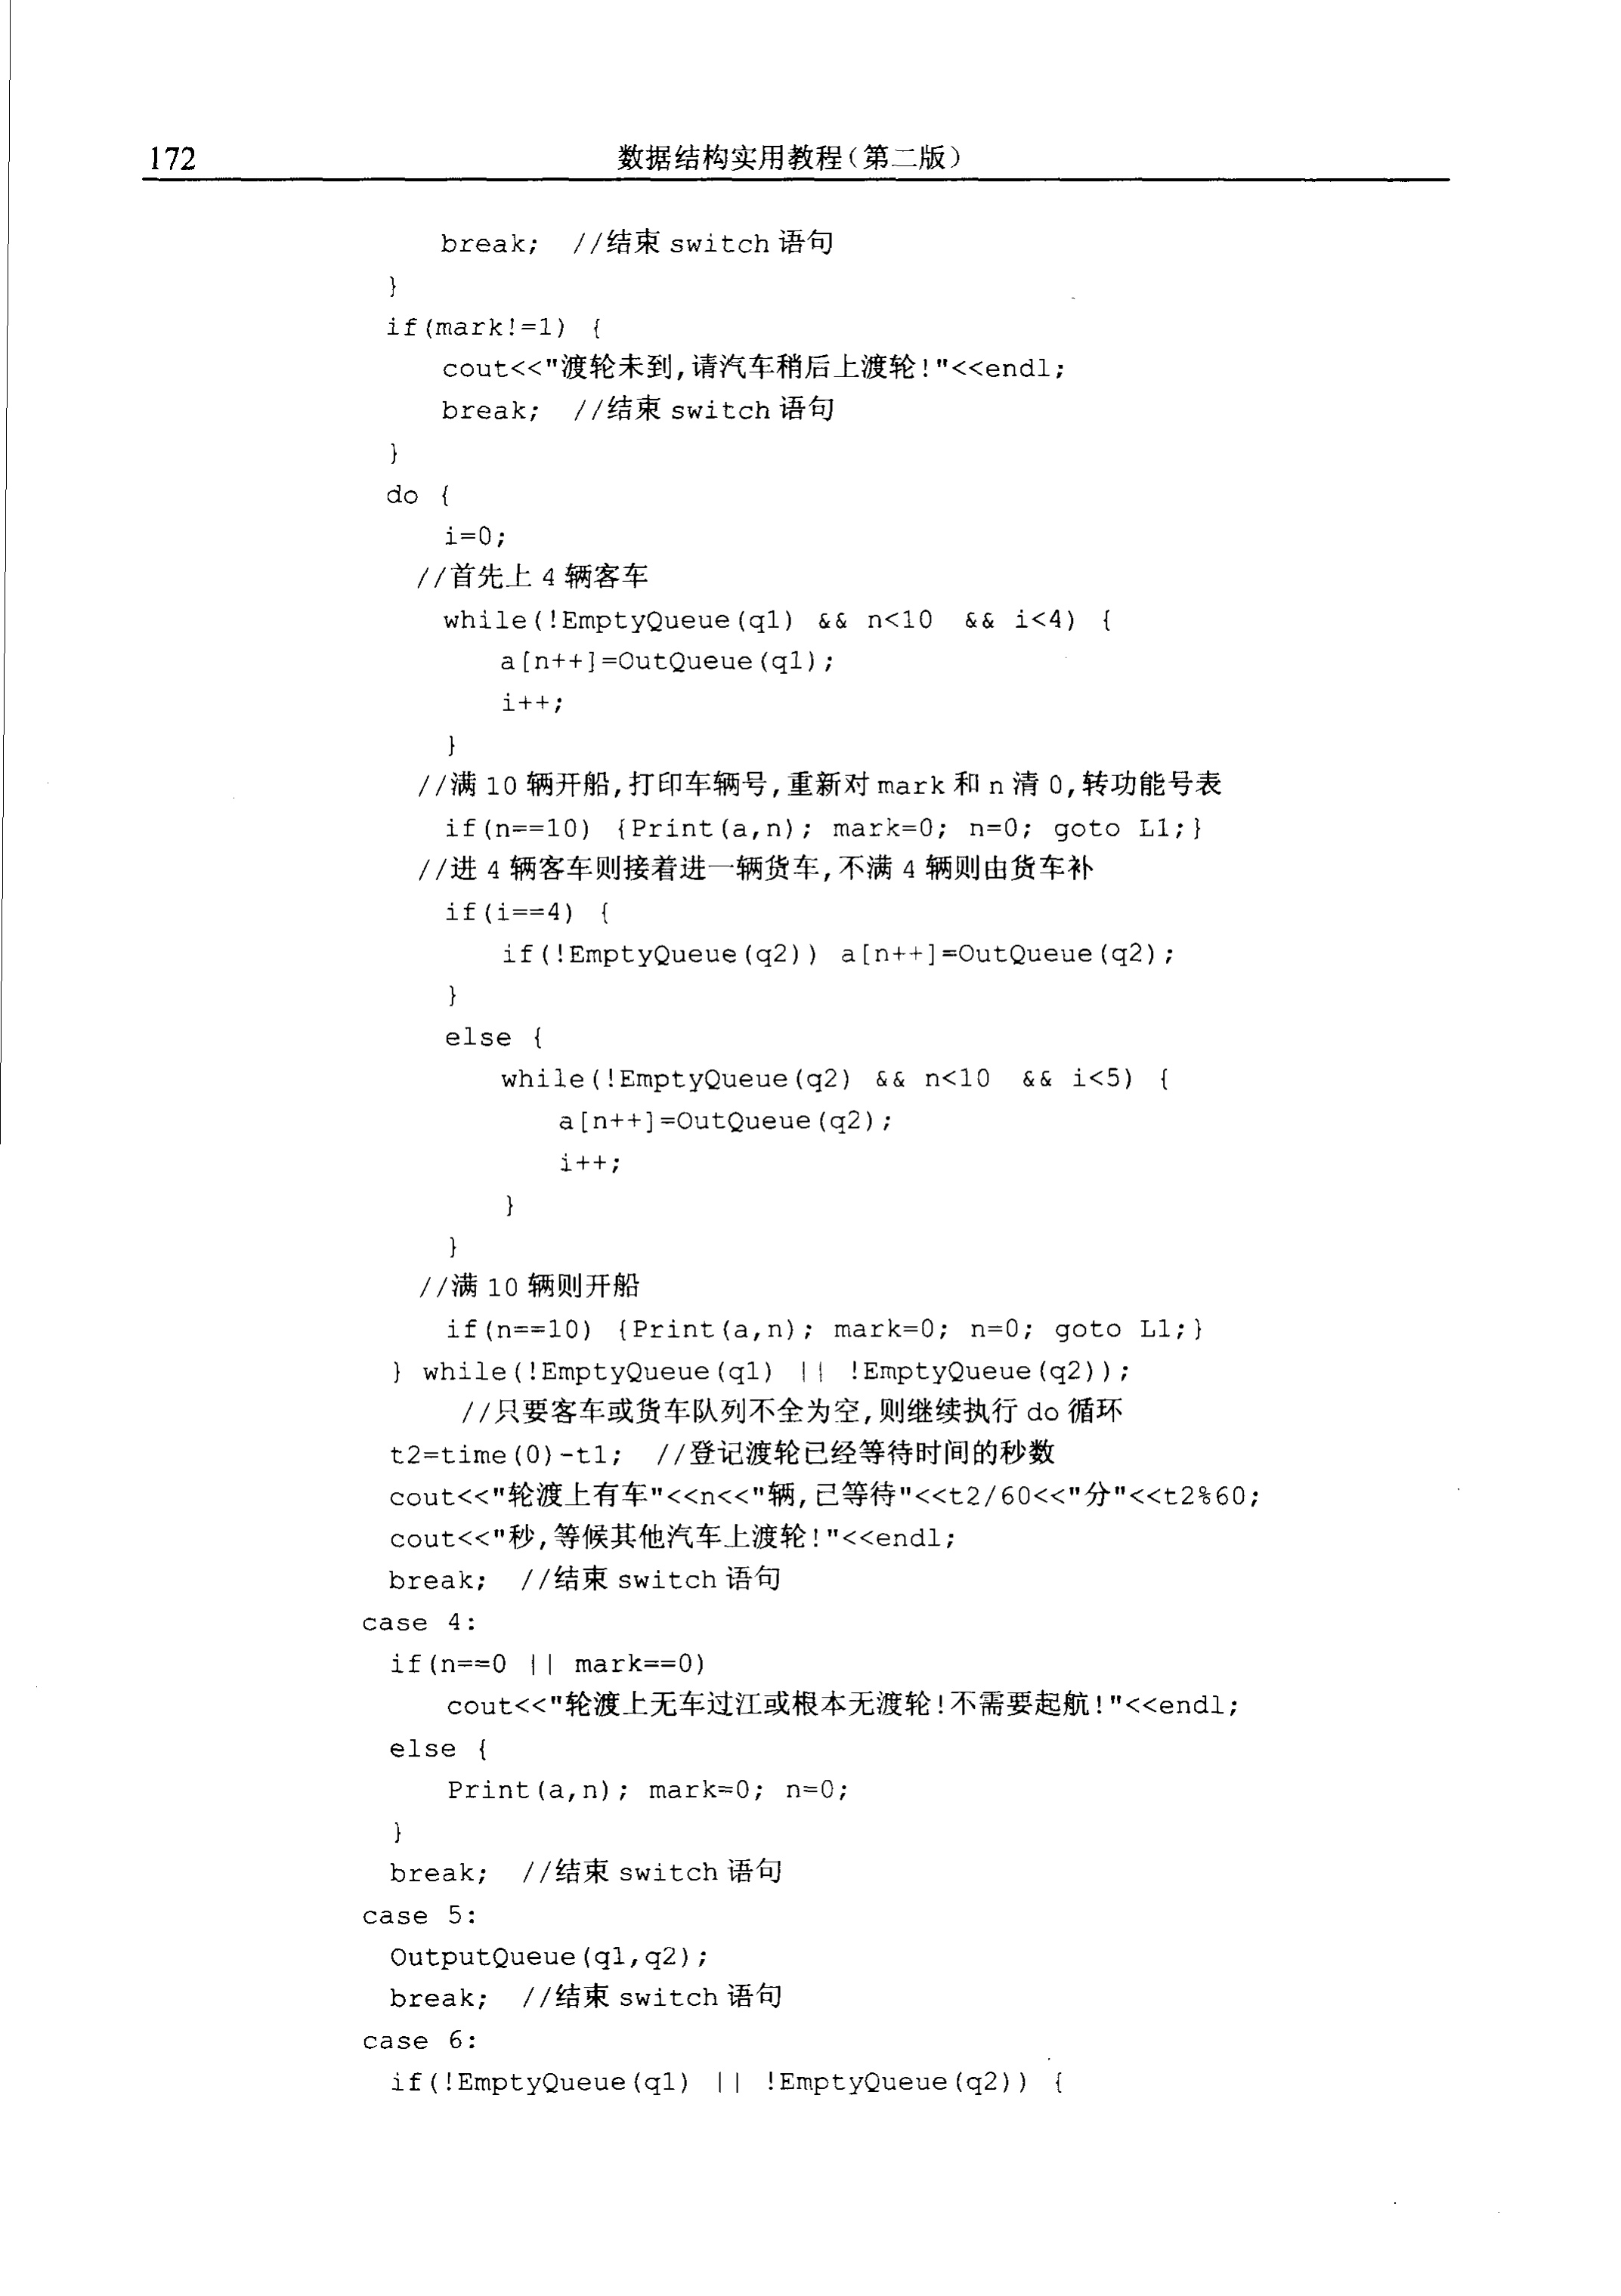 172
数据结构实用教程(第二版)
break; //结束 switch 语句
}
if(mark!=1) {
cout<<"渡轮未到,请汽车稍后上渡轮!"<<endl;
break; //结束 switch 语句
}
do {
i=0;
//首先上 4 辆客车
while(!EmptyQueue(q1) && n<10 && i<4) {
a[n++]=OutQueue(q1);
i++;
}
//满 10 辆开船,打印车辆号,重新对 mark 和 n 清 0,转功能号表
if(n==10) {Print(a,n); mark=0; n=0; goto L1;}
//进 4 辆客车则接着进一辆货车,不满 4 辆则由货车补
if(i==4) {
if(!EmptyQueue(q2)) a[n++]=OutQueue(q2);
}
else {
while(!EmptyQueue(q2) && n<10 && i<5) {
a[n++]=OutQueue(q2);
i++;
}
}
//满 10 辆则开船
if(n==10) {Print(a,n); mark=0; n=0; goto L1;}
} while(!EmptyQueue(q1) || !EmptyQueue(q2));
//只要客车或货车队列不全为空,则继续执行 do 循环
t2=time(0)-t1; //登记渡轮已经等待时间的秒数
cout<<"轮渡上有车"<<n<<"辆,已等待"<<t2/60<<"分"<<t2%60;
cout<<"秒,等候其他汽车上渡轮!"<<endl;
break; //结束 switch 语句
case 4:
if(n==0 || mark==0)
cout<<"轮渡上无车过江或根本无渡轮!不需要起航!"<<endl;
else {
Print(a,n); mark=0; n=0;
}
break; //结束 switch 语句
case 5:
OutputQueue(q1,q2);
break; //结束 switch 语句
case 6:
if(!EmptyQueue(q1) || !EmptyQueue(q2)) {